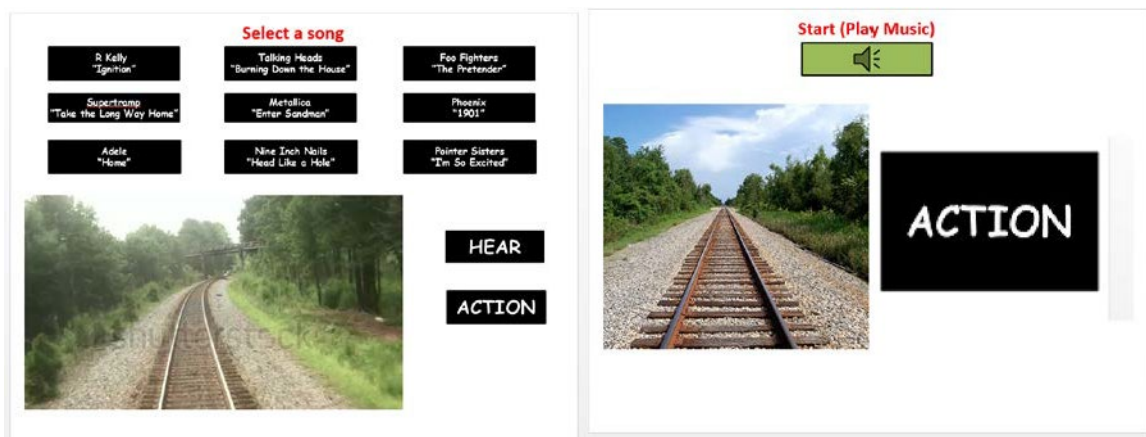 Select a song
R Kelly
"Ignition"
Talking Heads
"Burning Down the House"
Foo Fighters
"The Pretender"
Supertramp
"Take the Long Way Home"
Metallica
"Enter Sandman"
Phoenix
"1901"
Adele
"Home"
Nine Inch Nails
"Head Like a Hole"
Pointer Sisters
"I'm So Excited"
HEAR
ACTION
shutterstock
Start (Play Music)
ACTION